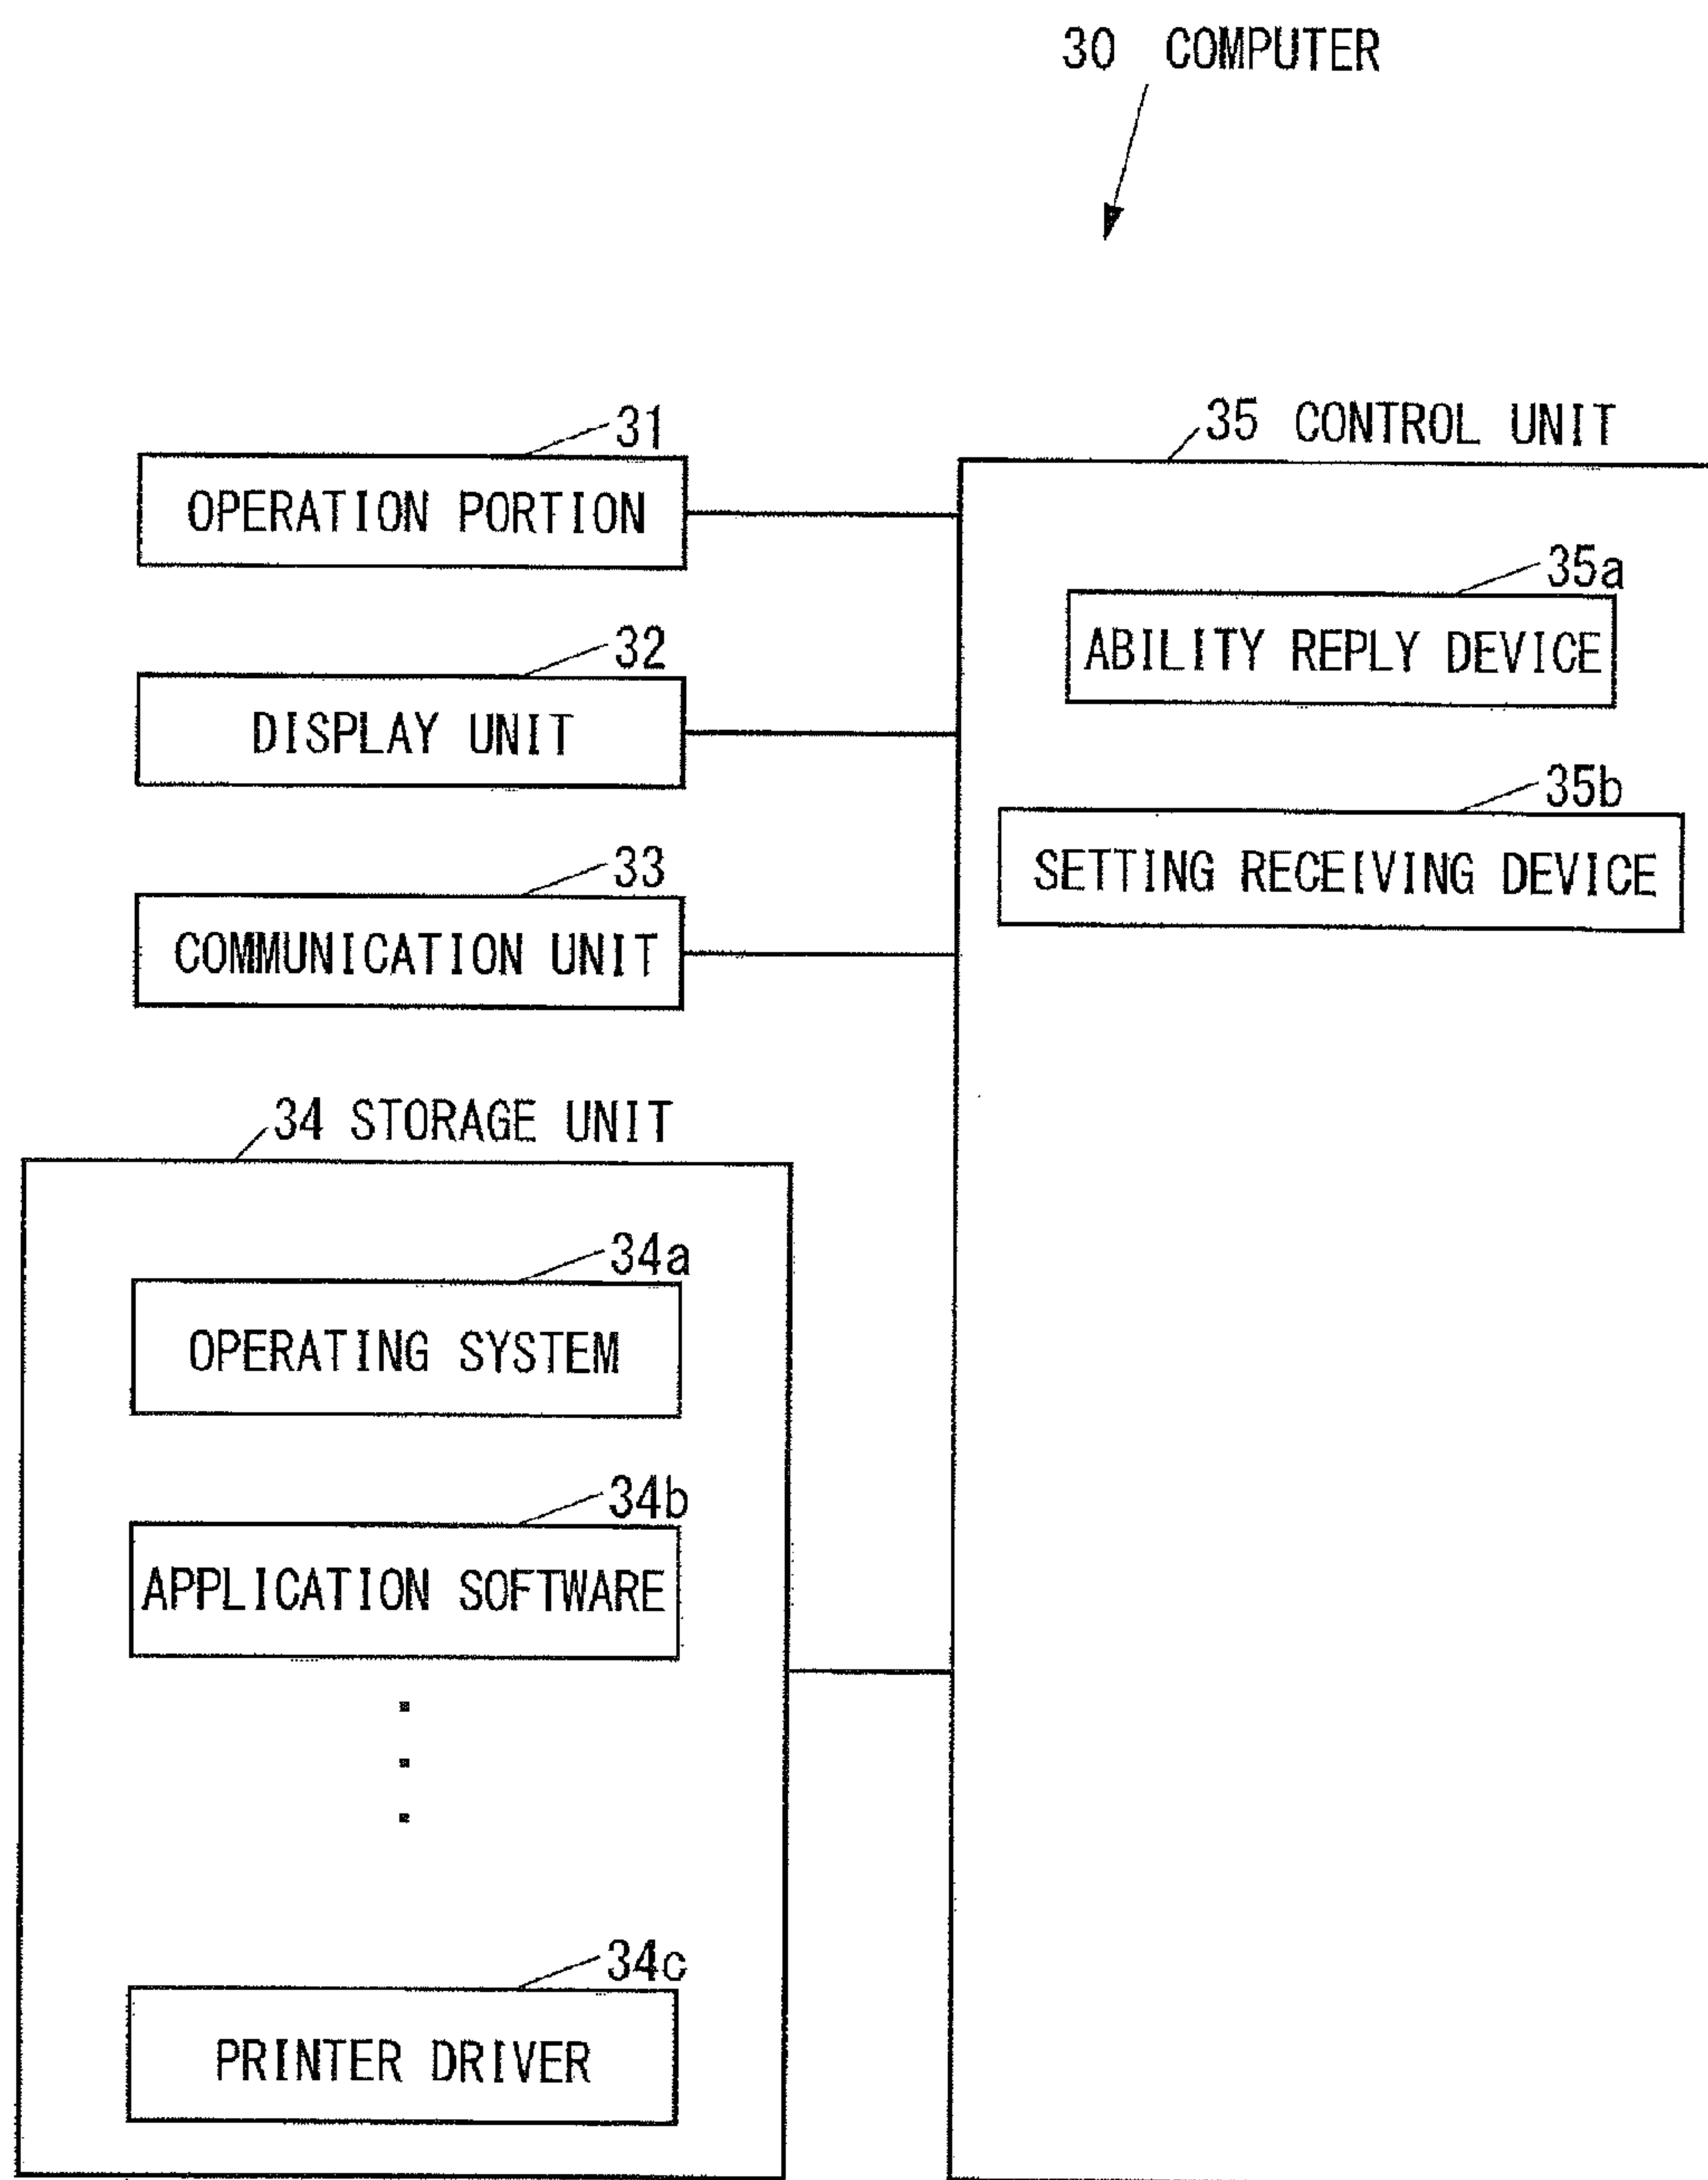 30 COMPUTER
31
OPERATION PORTION
32
DISPLAY UNIT
33
COMMUNICATION UNIT
34 STORAGE UNIT
34a
OPERATING SYSTEM
34b
APPLICATION SOFTWARE
34c
PRINTER DRIVER
35 CONTROL UNIT
35a
ABILITY REPLY DEVICE
35b
SETTING RECEIVING DEVICE